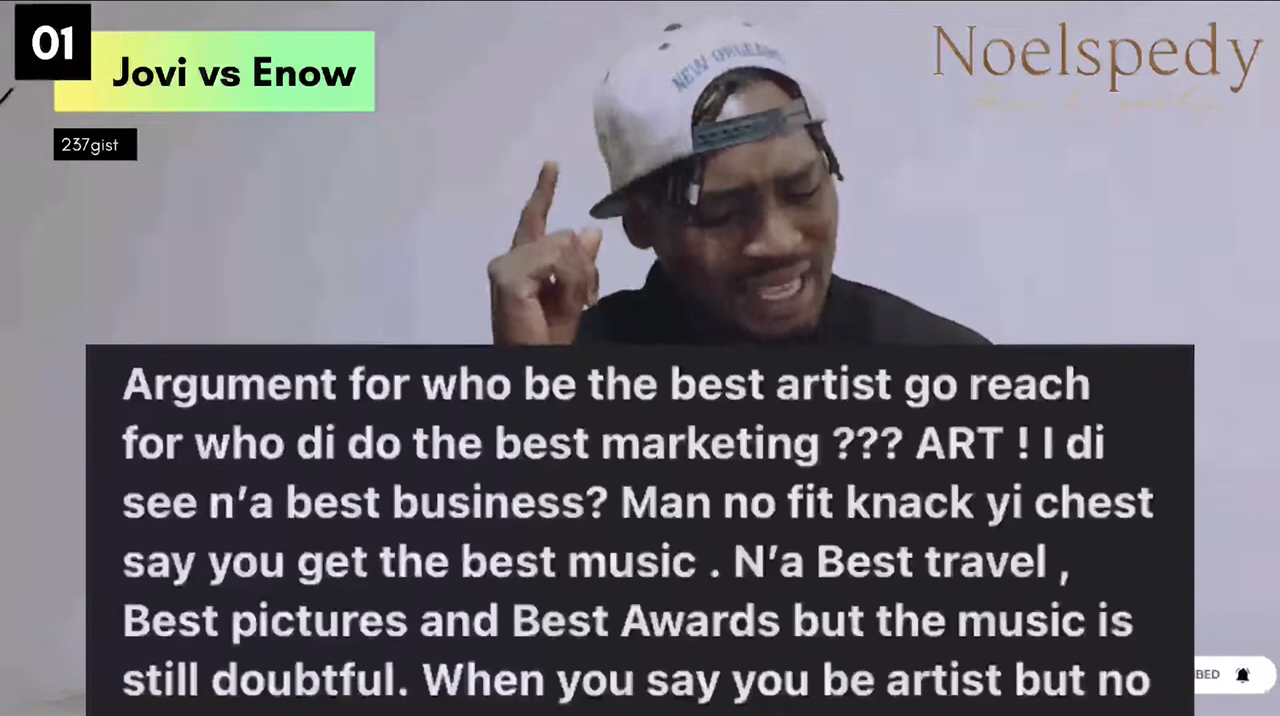 01
Jovi vs Enow
237gist
Noelspedy
NEW ORLEANS
Argument for who be the best artist go reach
for who di do the best marketing ??? ART ! I di
see n’a best business? Man no fit knack yi chest
say you get the best music . N’a Best travel ,
Best pictures and Best Awards but the music is
still doubtful. When you say you be artist but no
BED